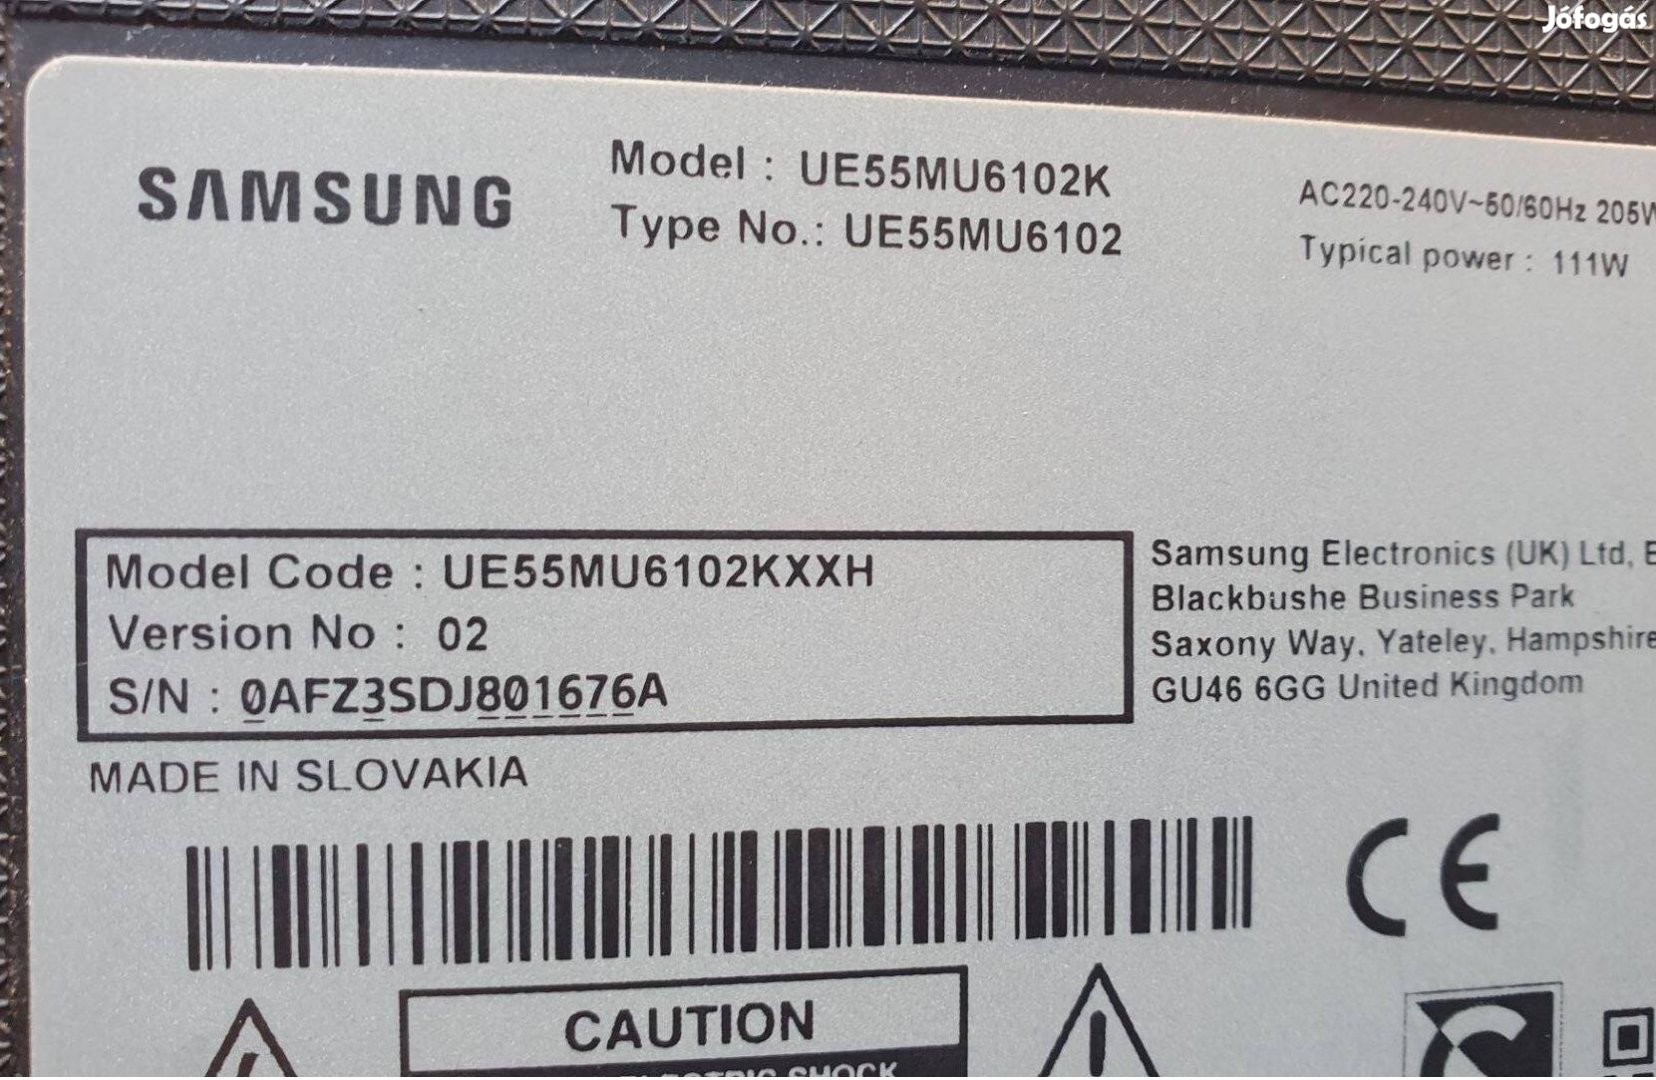 Jófogás
SAMSUNG
Model : UE55MU6102K
Type No.: UE55MU6102
AC220-240V~50/60Hz 205W
Typical power : 111W
Model Code : UE55MU6102KXXH
Version No : 02
S/N : 0AFZ3SDJ801676A
Samsung Electronics (UK) Ltd, E
Blackbushe Business Park
Saxony Way, Yateley, Hampshire
GU46 6GG United Kingdom
MADE IN SLOVAKIA
CE
CAUTION
SHOCK